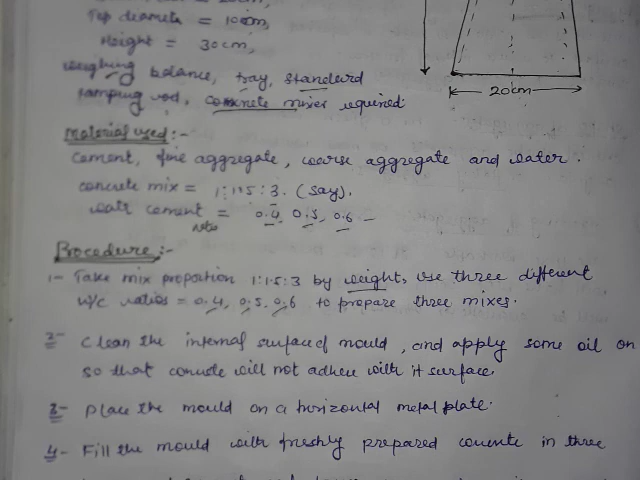 Top diameter = 10cm,
Height = 30cm,
weighing balance, tray, standard
tamping rod, concrete mixer required.
20cm
Material used:-
Cement, fine aggregate, coarse aggregate and water.
concrete mix = 1:1.5:3. (say).
watr cement = 0.4, 0.5, 0.6 -
ratio
Procedure:-
1- Take mix proportion 1:1.5:3 by weight, use three different
w/c ratios = 0.4, 0.5, 0.6 to prepare three mixes.
2- Clean the internal surface of mould, and apply some oil on
so that concrete will not adhere with it surface.
3- Place the mould on a horizontal metal plate.
4- Fill the mould with freshly prepared concrete in three